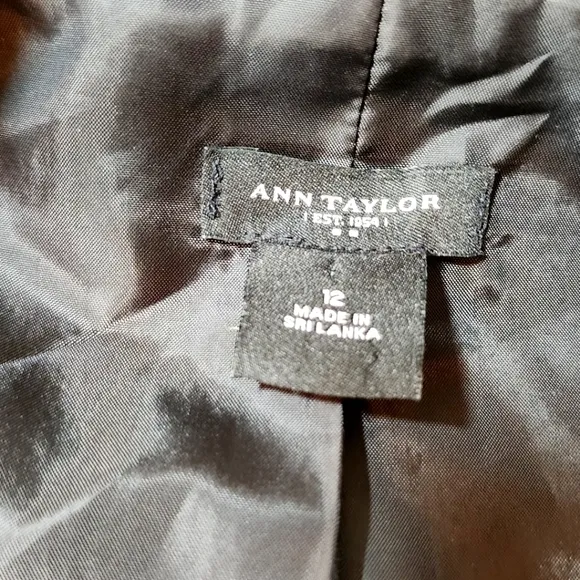 ANN TAYLOR
| EST. 1954 |
12
MADE IN
SRI LANKA